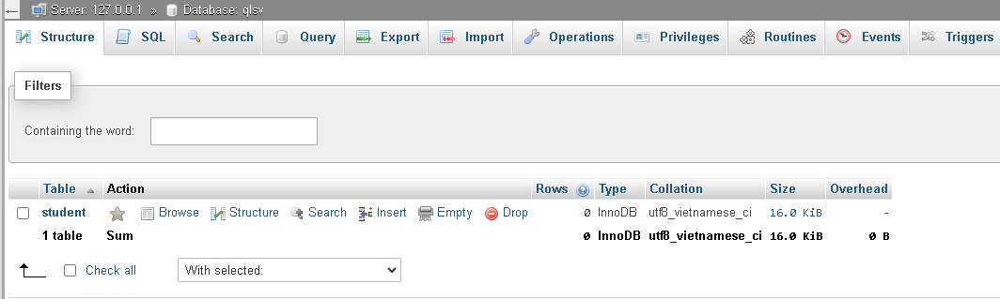 ← Server: 127.0.0.1 » Database: qlsv
Structure SQL Search Query Export Import Operations Privileges Routines Events Triggers
Filters
Containing the word:
Table Action Rows Type Collation Size Overhead
student Browse Structure Search Insert Empty Drop 0 InnoDB utf8_vietnamese_ci 16.0 KiB -
1 table Sum 0 InnoDB utf8_vietnamese_ci 16.0 KiB 0 B
Check all With selected: